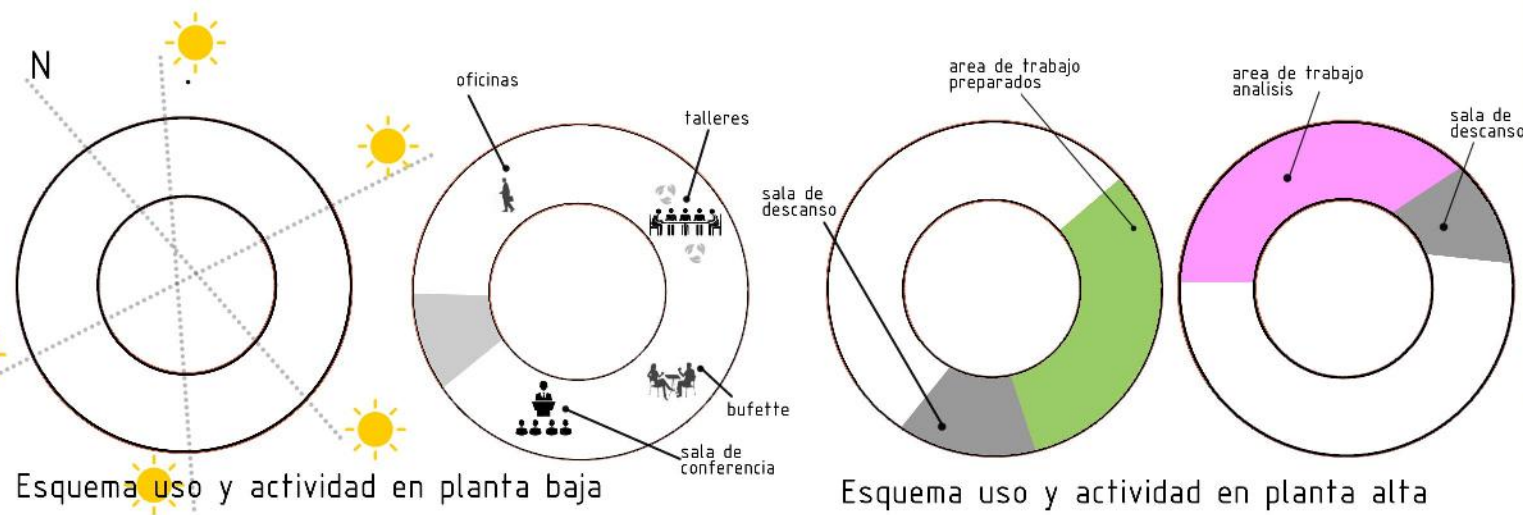 N
oficinas
talleres
bufette
sala de
conferencia
Esquema uso y actividad en planta baja
area de trabajo
preparados
sala de
descanso
area de trabajo
analisis
sala de
descanso
Esquema uso y actividad en planta alta